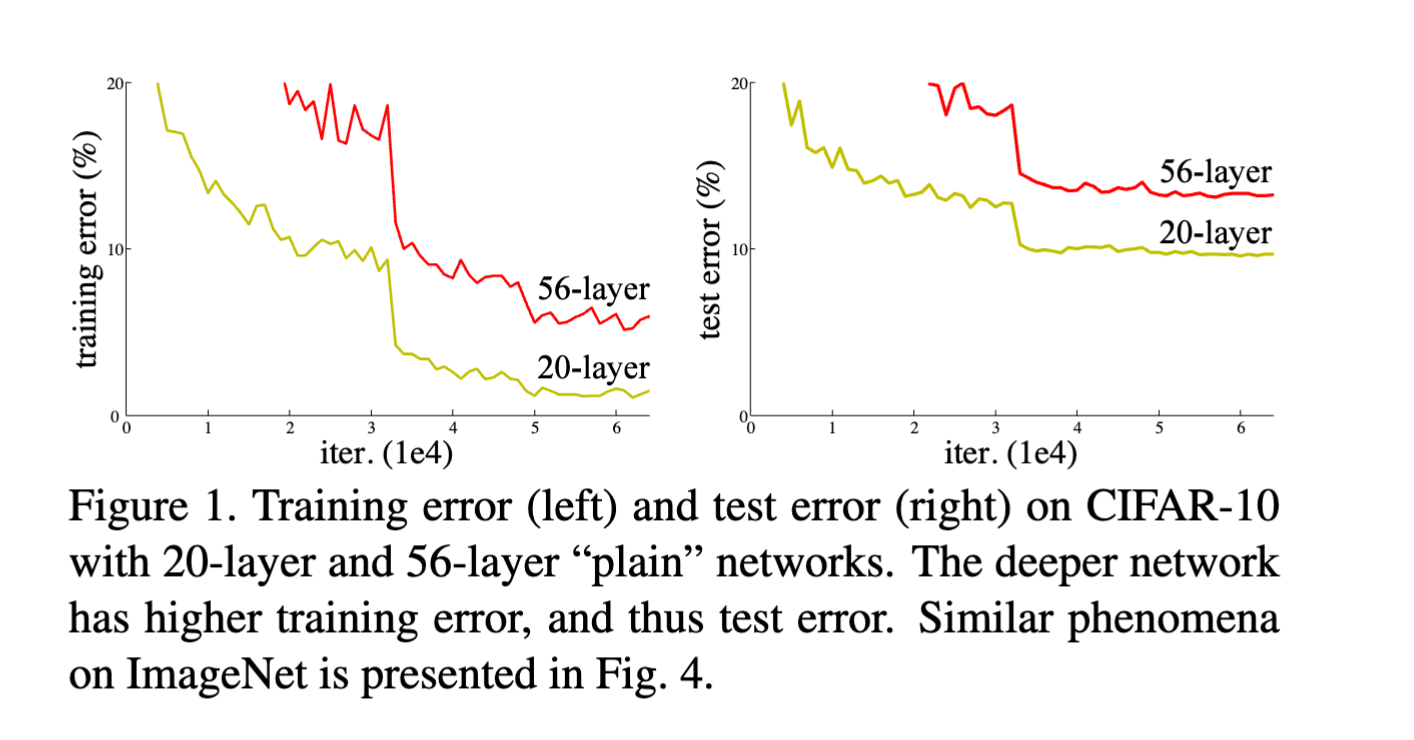 20
10
0
training error (%)
0 1 2 3 4 5 6
iter. (1e4)
56-layer
20-layer
20
10
0
test error (%)
0 1 2 3 4 5 6
iter. (1e4)
56-layer
20-layer
Figure 1. Training error (left) and test error (right) on CIFAR-10
with 20-layer and 56-layer “plain” networks. The deeper network
has higher training error, and thus test error. Similar phenomena
on ImageNet is presented in Fig. 4.